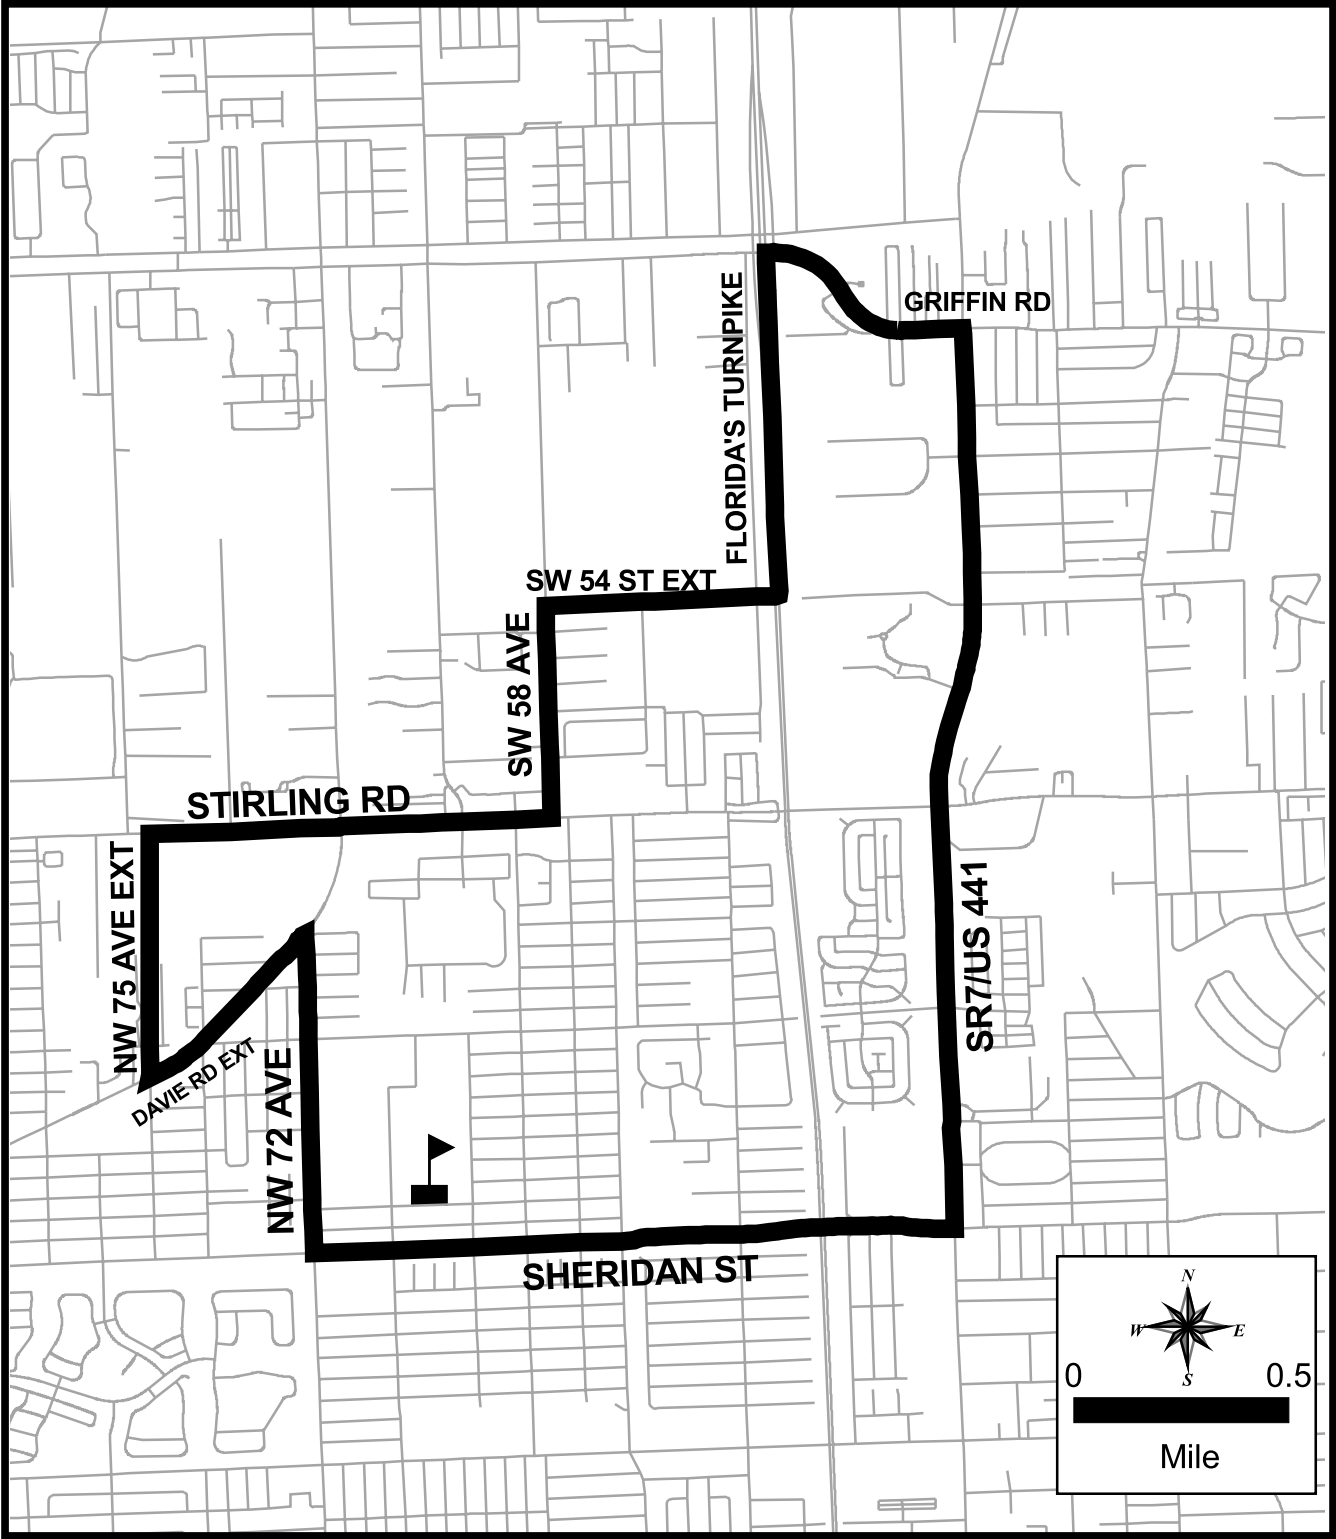 GRIFFIN RD
FLORIDA'S TURNPIKE
SW 54 ST EXT
SW 58 AVE
STIRLING RD
NW 75 AVE EXT
SR7/US 441
DAVIE RD EXT
NW 72 AVE
SHERIDAN ST
N
W E
S
0 0.5
Mile